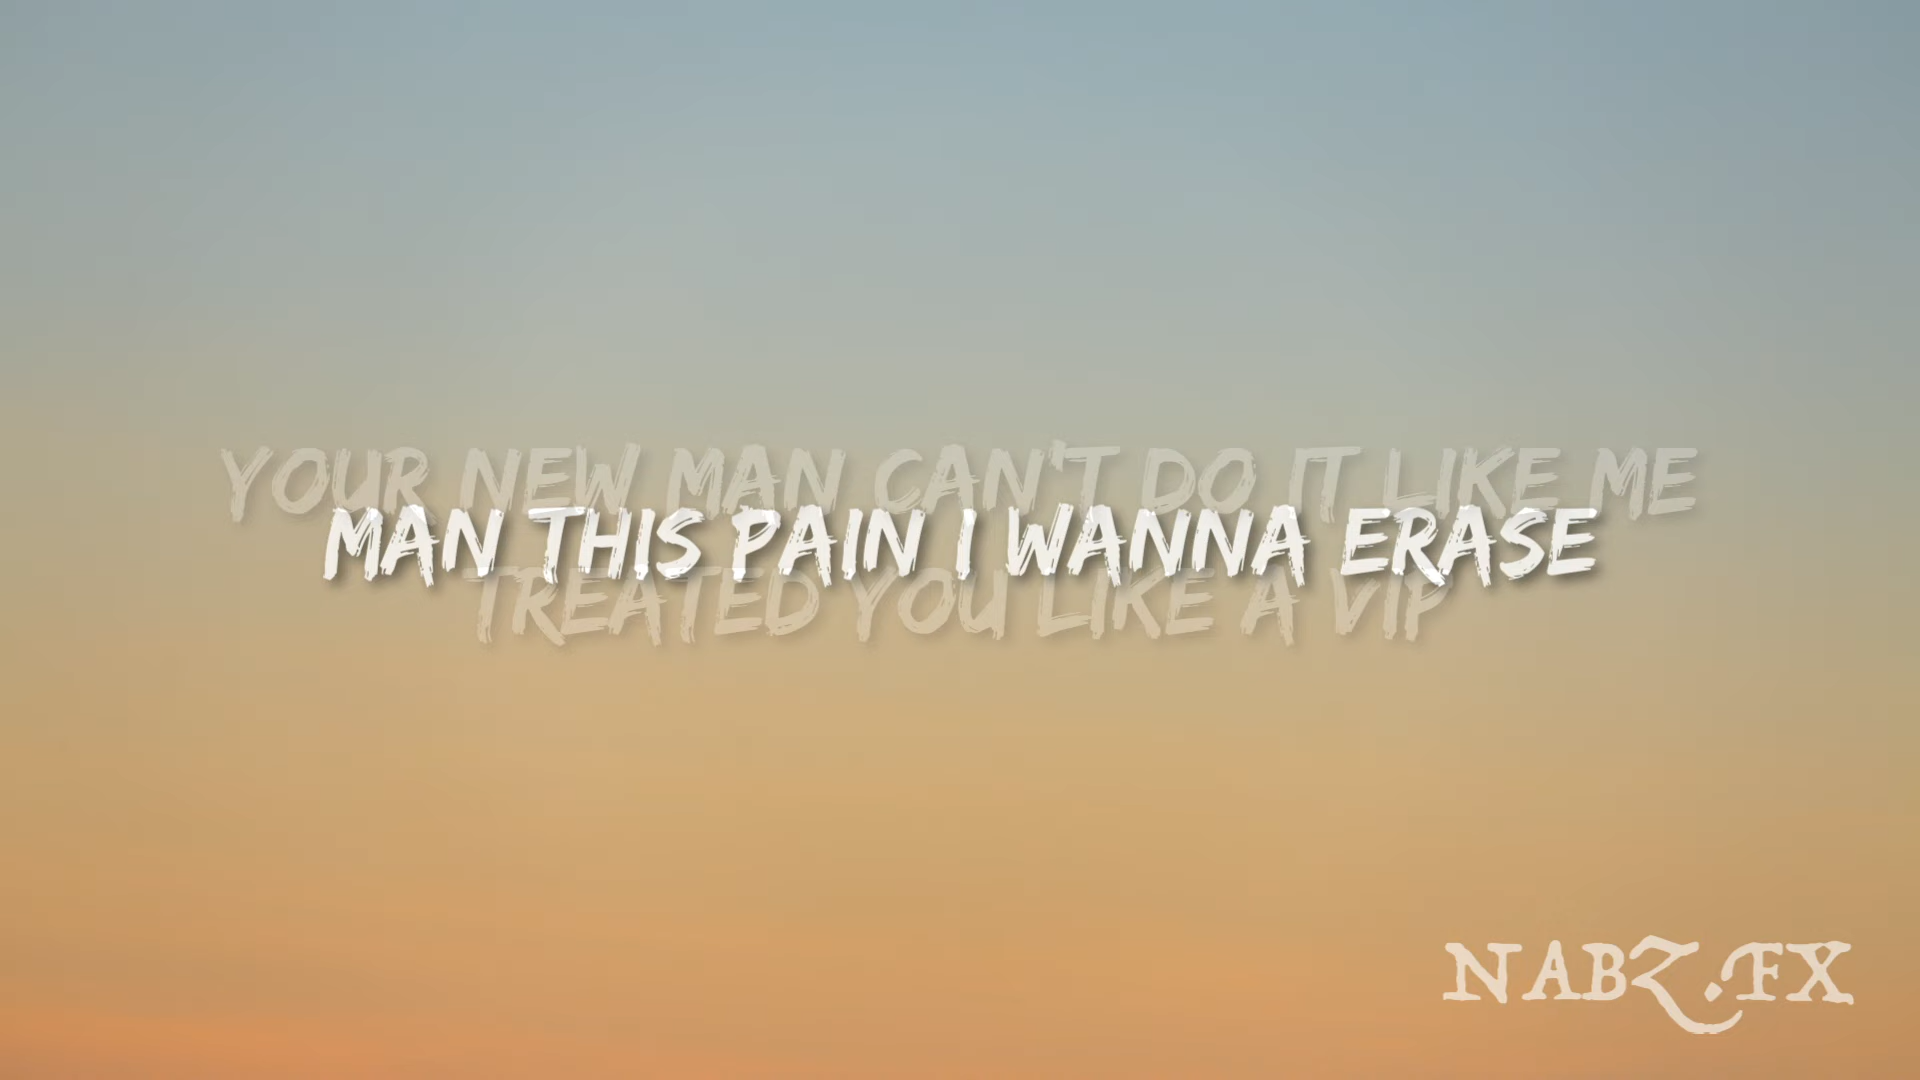 YOUR NEW MAN CAN'T DO IT LIKE ME
MAN THIS PAIN I WANNA ERASE
TREATED YOU LIKE A VIP
NABZ.FX